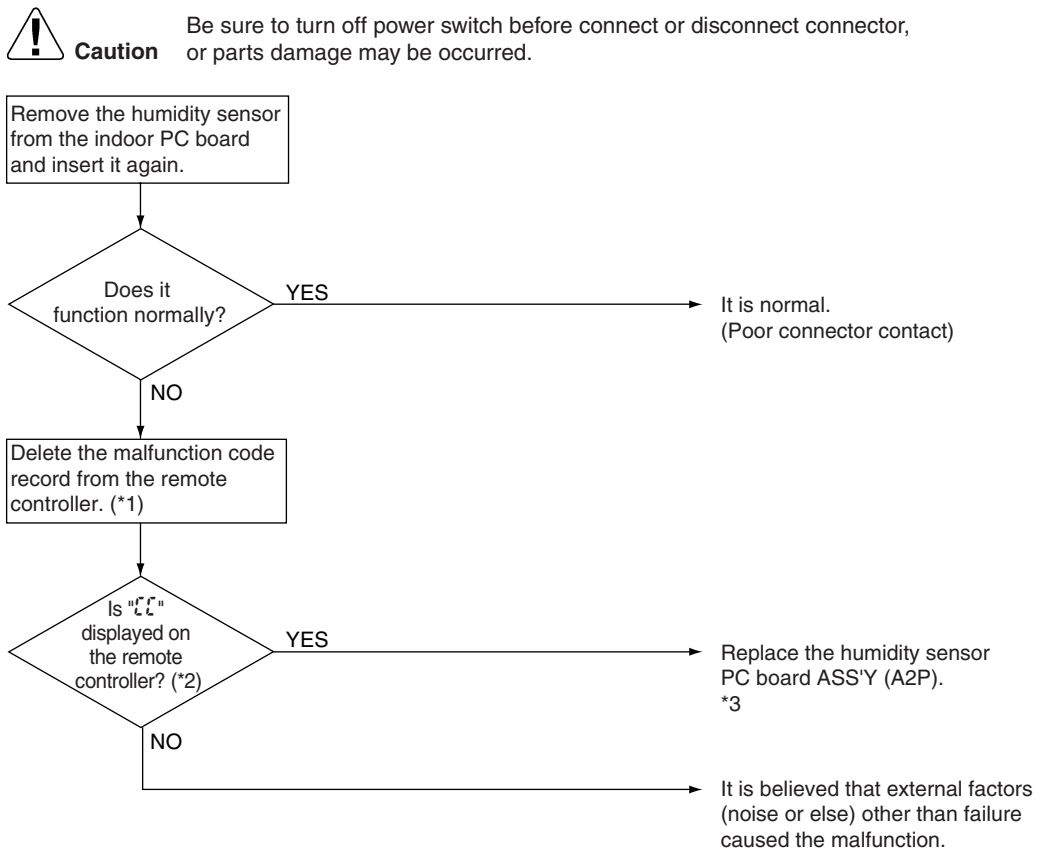 Caution
Be sure to turn off power switch before connect or disconnect connector,
or parts damage may be occurred.
Remove the humidity sensor
from the indoor PC board
and insert it again.
Does it
function normally?
YES
It is normal.
(Poor connector contact)
NO
Delete the malfunction code
record from the remote
controller. (*1)
Is "CC"
displayed on
the remote
controller? (*2)
YES
Replace the humidity sensor
PC board ASS'Y (A2P).
*3
NO
It is believed that external factors
(noise or else) other than failure
caused the malfunction.